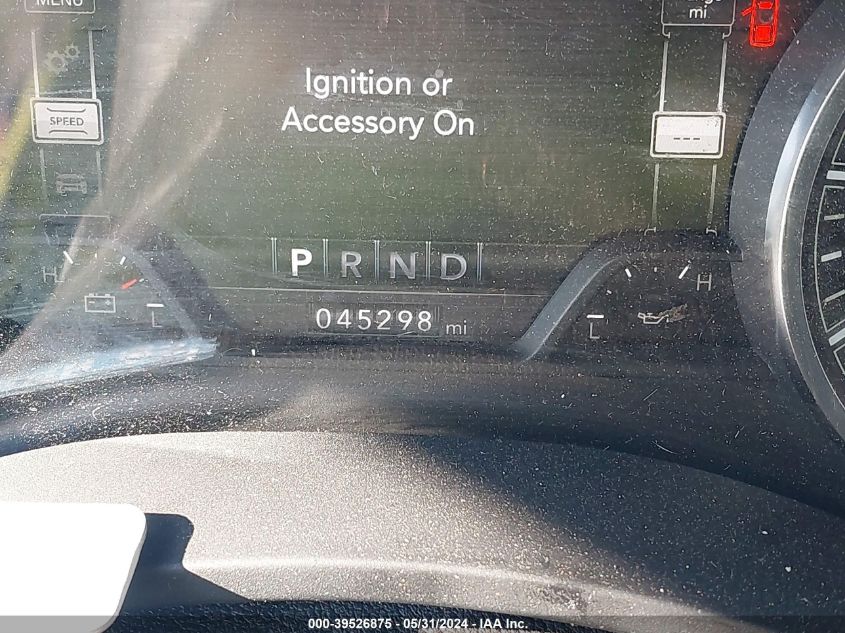 MENU
mi
Ignition or
Accessory On
SPEED
---
P R N D
H
H
L
L
045298 mi
000-39526875 - 05/31/2024 - IAA Inc.